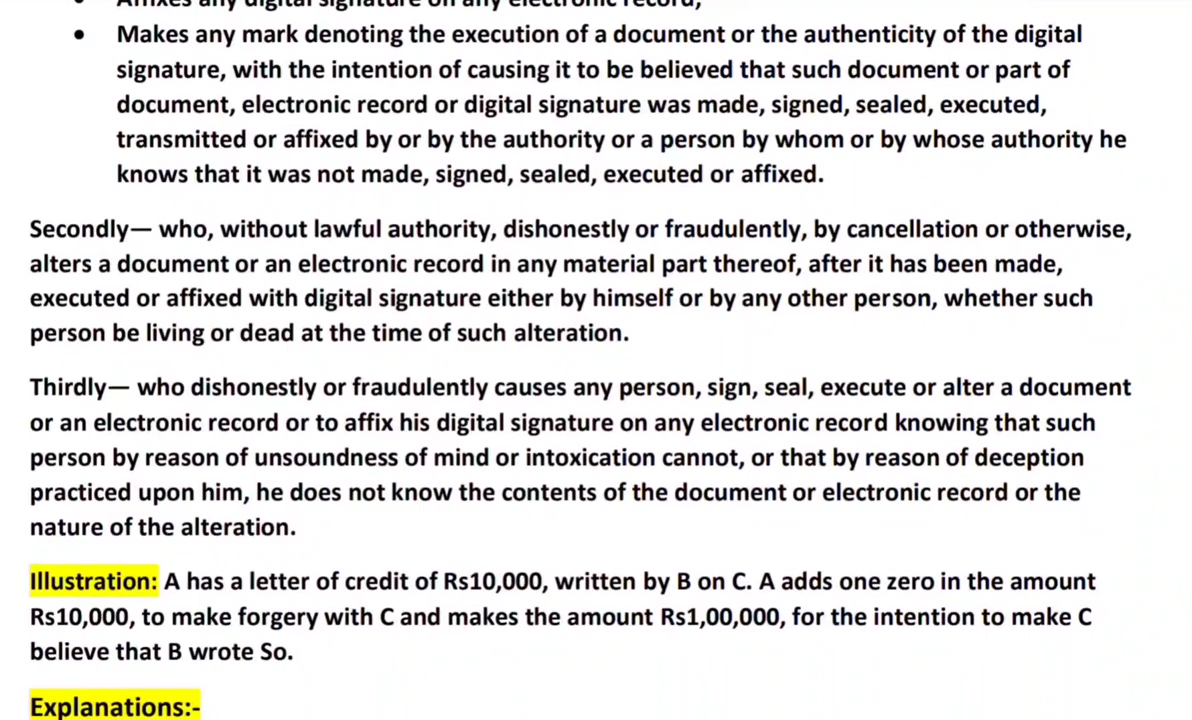 Affixes any digital signature on any electronic record;
• Makes any mark denoting the execution of a document or the authenticity of the digital
signature, with the intention of causing it to be believed that such document or part of
document, electronic record or digital signature was made, signed, sealed, executed,
transmitted or affixed by or by the authority or a person by whom or by whose authority he
knows that it was not made, signed, sealed, executed or affixed.
Secondly— who, without lawful authority, dishonestly or fraudulently, by cancellation or otherwise,
alters a document or an electronic record in any material part thereof, after it has been made,
executed or affixed with digital signature either by himself or by any other person, whether such
person be living or dead at the time of such alteration.
Thirdly— who dishonestly or fraudulently causes any person, sign, seal, execute or alter a document
or an electronic record or to affix his digital signature on any electronic record knowing that such
person by reason of unsoundness of mind or intoxication cannot, or that by reason of deception
practiced upon him, he does not know the contents of the document or electronic record or the
nature of the alteration.
Illustration: A has a letter of credit of Rs10,000, written by B on C. A adds one zero in the amount
Rs10,000, to make forgery with C and makes the amount Rs1,00,000, for the intention to make C
believe that B wrote So.
Explanations:-